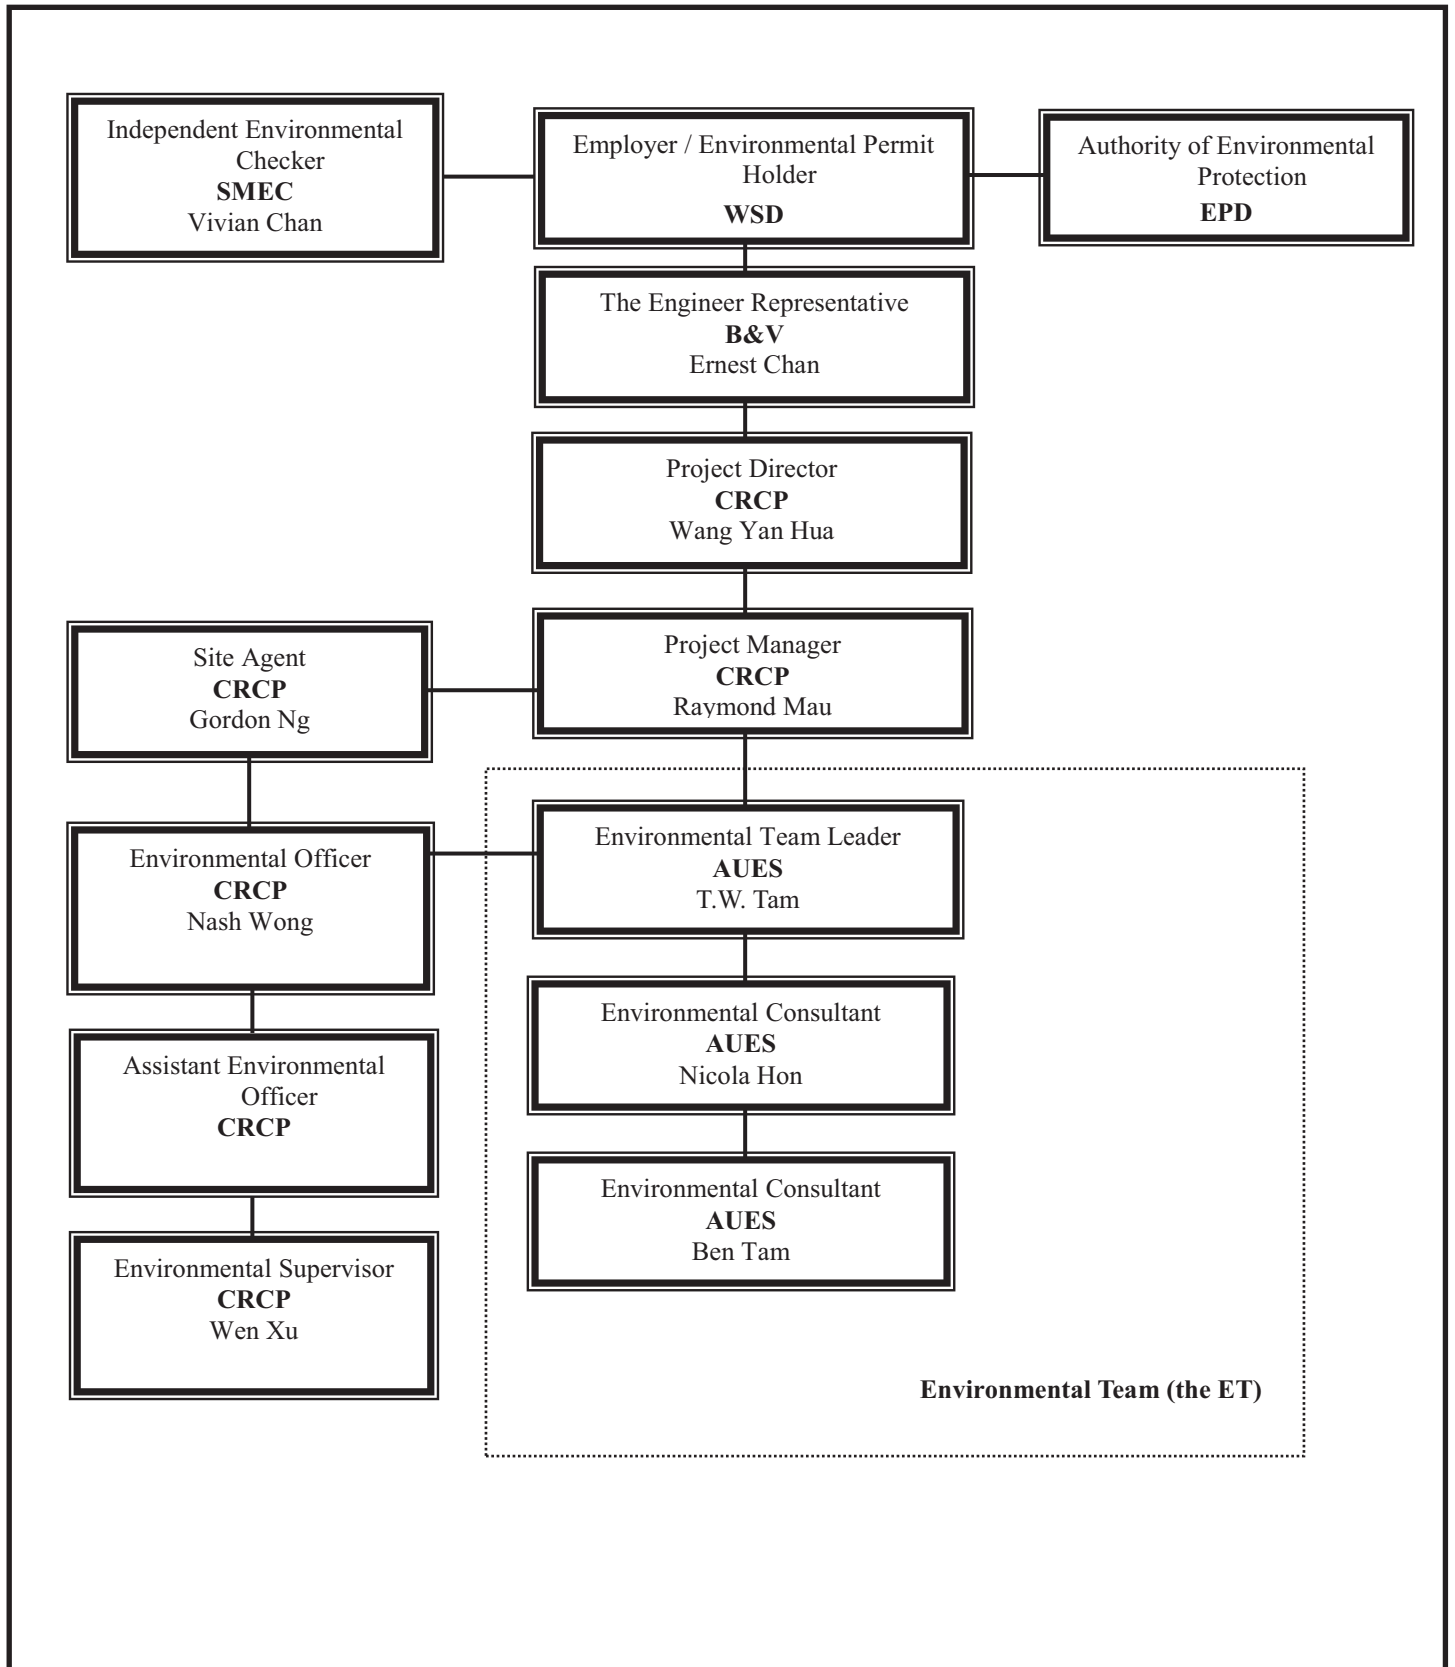 Independent Environmental
Checker
SMEC
Vivian Chan
Employer / Environmental Permit
Holder
WSD
Authority of Environmental
Protection
EPD
The Engineer Representative
B&V
Ernest Chan
Project Director
CRCP
Wang Yan Hua
Site Agent
CRCP
Gordon Ng
Project Manager
CRCP
Raymond Mau
Environmental Officer
CRCP
Nash Wong
Environmental Team Leader
AUES
T.W. Tam
Environmental Consultant
AUES
Nicola Hon
Assistant Environmental
Officer
CRCP
Environmental Consultant
AUES
Ben Tam
Environmental Supervisor
CRCP
Wen Xu
Environmental Team (the ET)